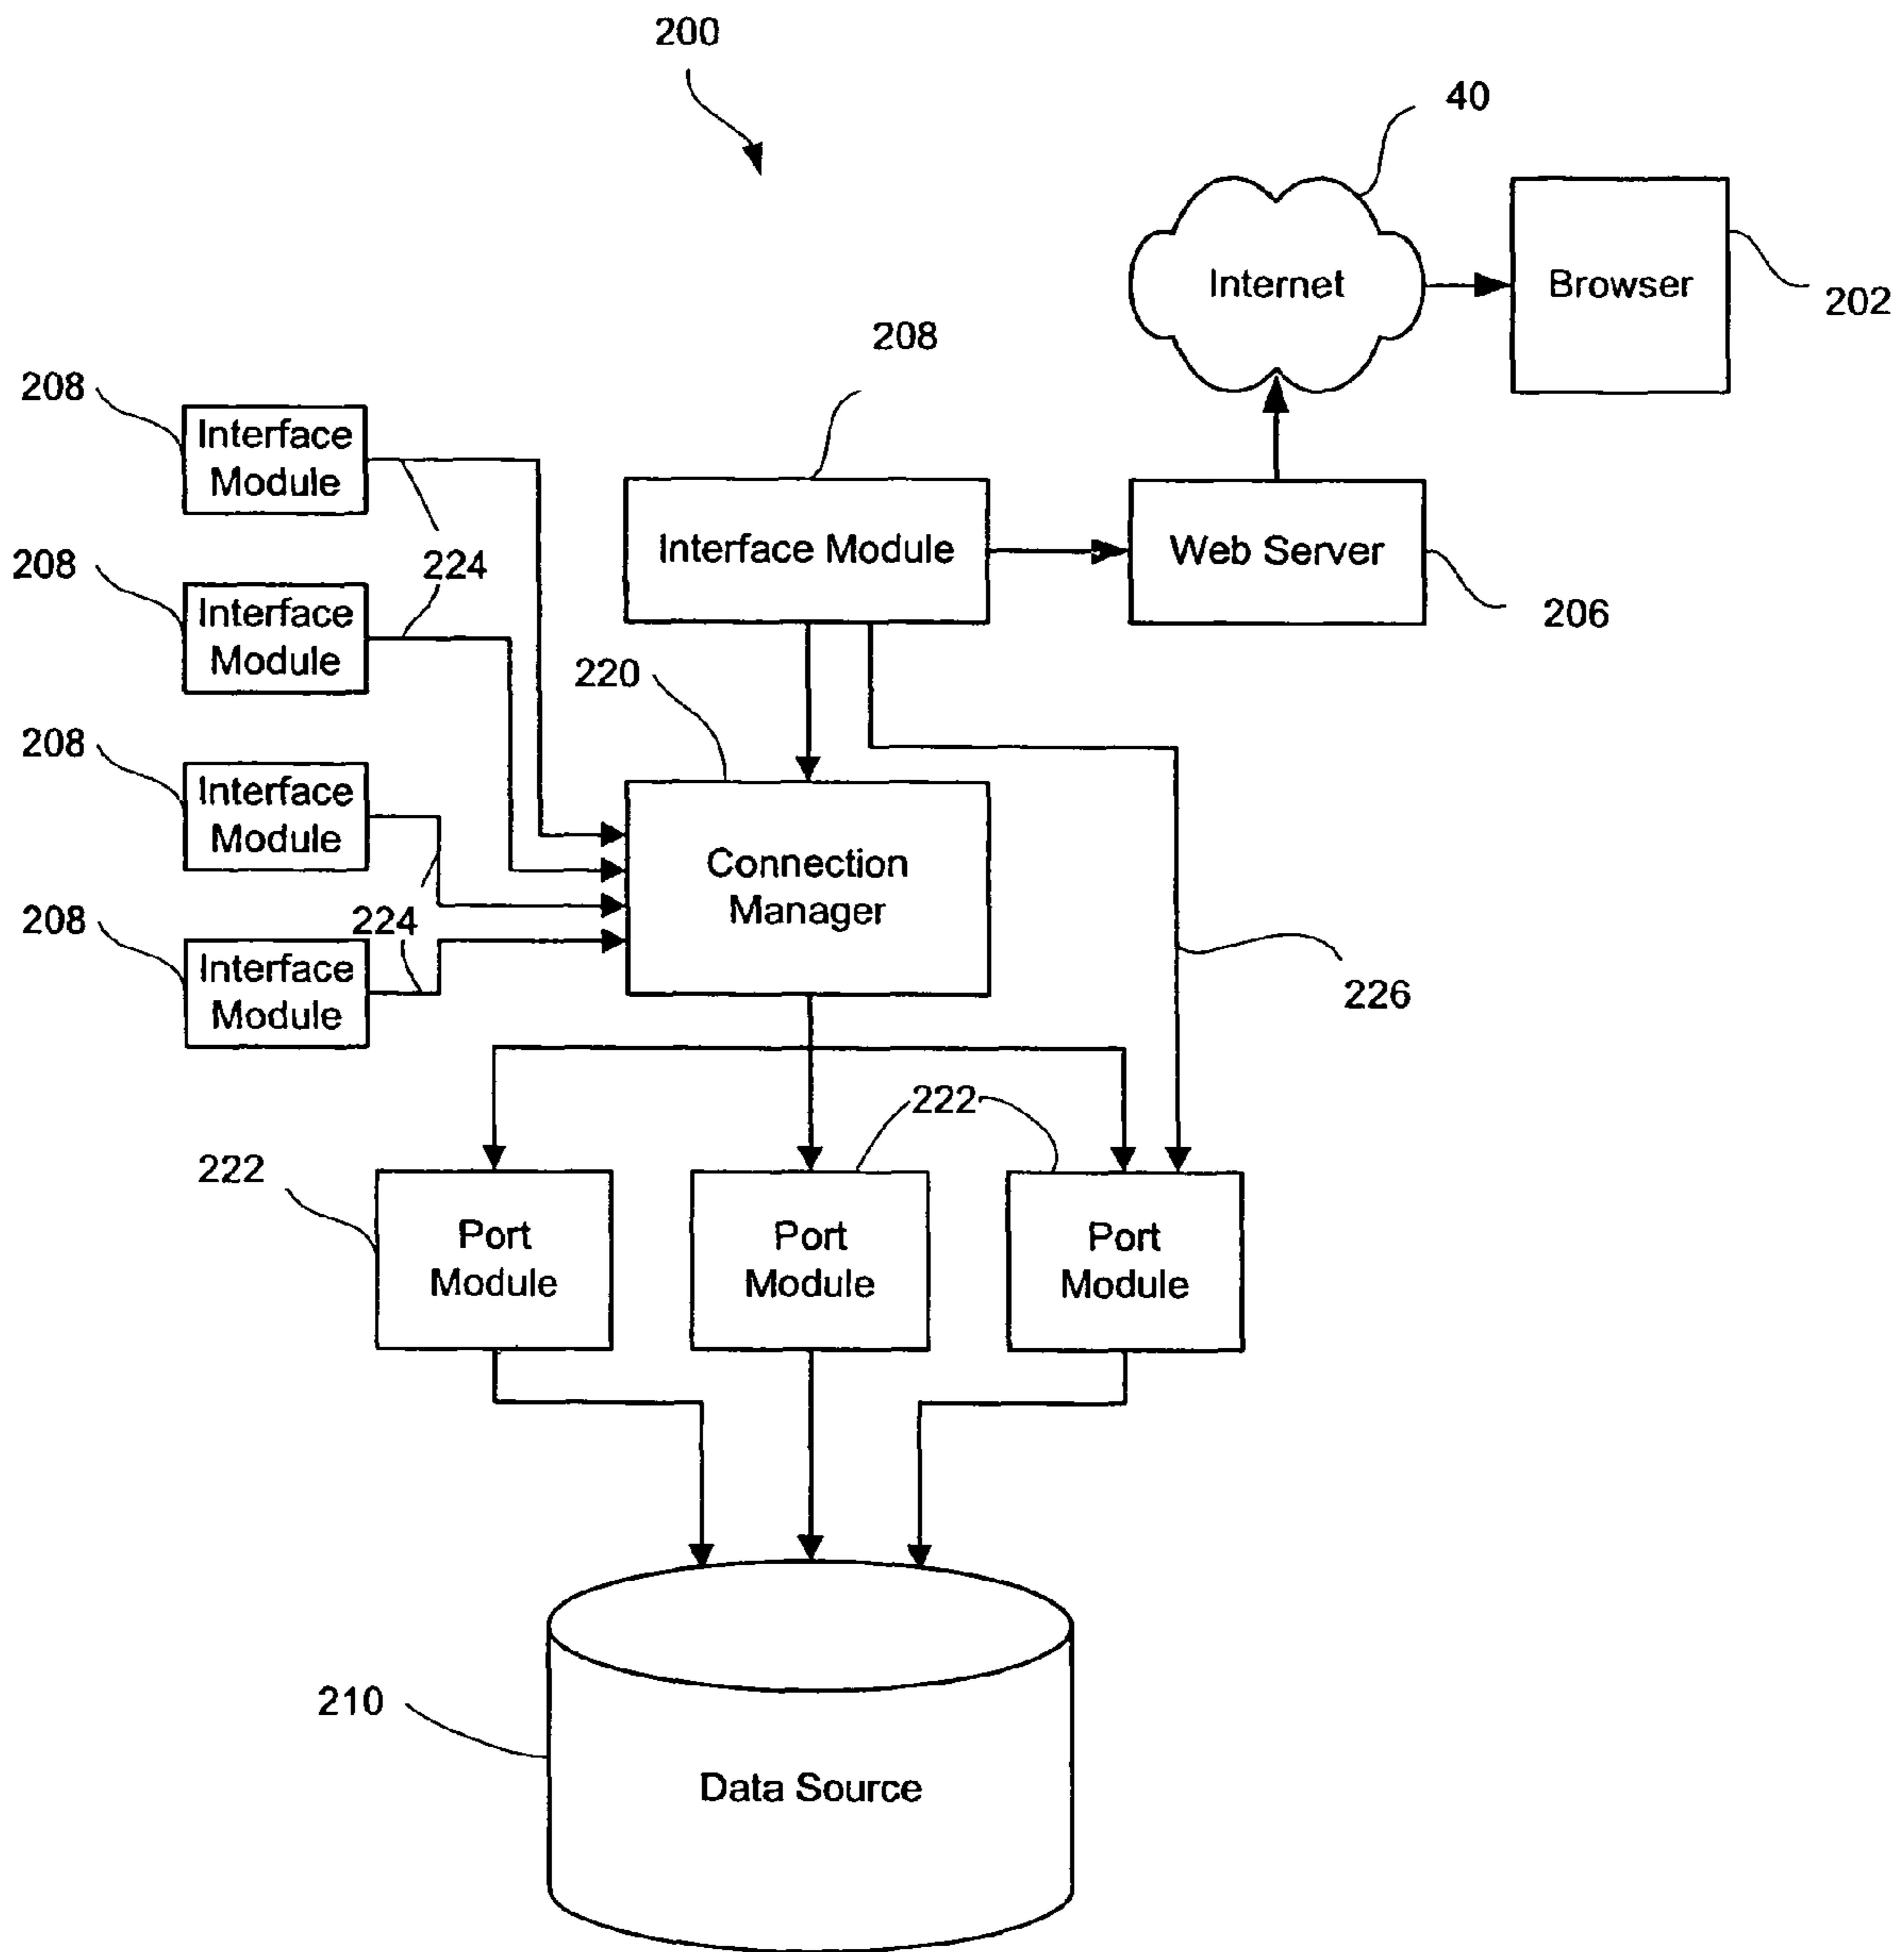 200
40
Internet
Browser
202
208
208
Interface
Module
224
Interface Module
Web Server
206
208
Interface
Module
220
208
Interface
Module
Connection
Manager
208
224
Interface
Module
226
222
222
Port
Module
Port
Module
Port
Module
210
Data Source